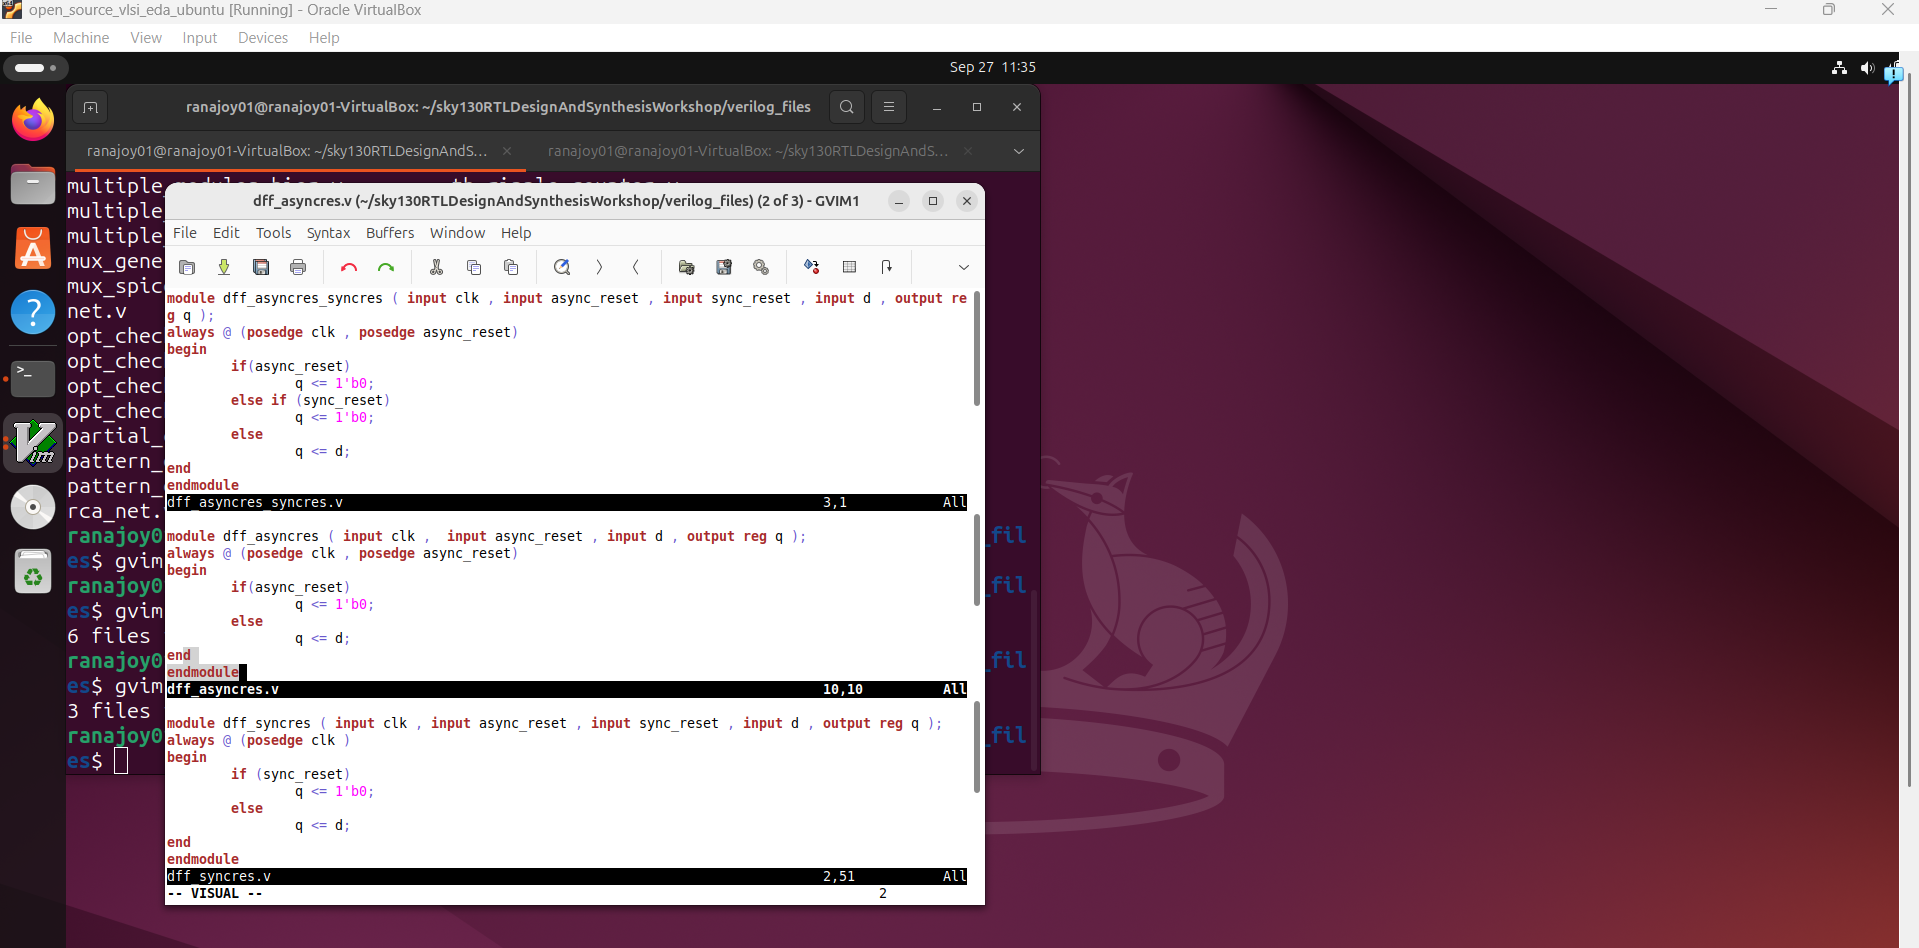 open_source_vlsi_eda_ubuntu [Running] - Oracle VirtualBox
File Machine View Input Devices Help
Sep 27 11:35
ranajoy01@ranajoy01-VirtualBox: ~/sky130RTLDesignAndSynthesisWorkshop/verilog_files
ranajoy01@ranajoy01-VirtualBox: ~/sky130RTLDesignAndS... ranajoy01@ranajoy01-VirtualBox: ~/sky130RTLDesignAndS...
multiple
multiple
multiple
mux_gene
mux_spic
net.v
opt_chec
opt_chec
opt_chec
opt_chec
partial_
pattern_
pattern_
rca_net.
ranajoy0 _fil
es$ gvim
ranajoy0 _fil
es$ gvim
6 files
ranajoy0 _fil
es$ gvim
3 files
ranajoy0 _fil
es$
dff_asyncres.v (~/sky130RTLDesignAndSynthesisWorkshop/verilog_files) (2 of 3) - GVIM1
File Edit Tools Syntax Buffers Window Help
module dff_asyncres_syncres ( input clk , input async_reset , input sync_reset , input d , output re
g q );
always @ (posedge clk , posedge async_reset)
begin
if(async_reset)
q <= 1'b0;
else if (sync_reset)
q <= 1'b0;
else
q <= d;
end
endmodule
dff_asyncres_syncres.v 3,1 All
module dff_asyncres ( input clk , input async_reset , input d , output reg q );
always @ (posedge clk , posedge async_reset)
begin
if(async_reset)
q <= 1'b0;
else
q <= d;
end
endmodule
dff_asyncres.v 10,10 All
module dff_syncres ( input clk , input async_reset , input sync_reset , input d , output reg q );
always @ (posedge clk )
begin
if (sync_reset)
q <= 1'b0;
else
q <= d;
end
endmodule
dff_syncres.v 2,51 All
-- VISUAL -- 2